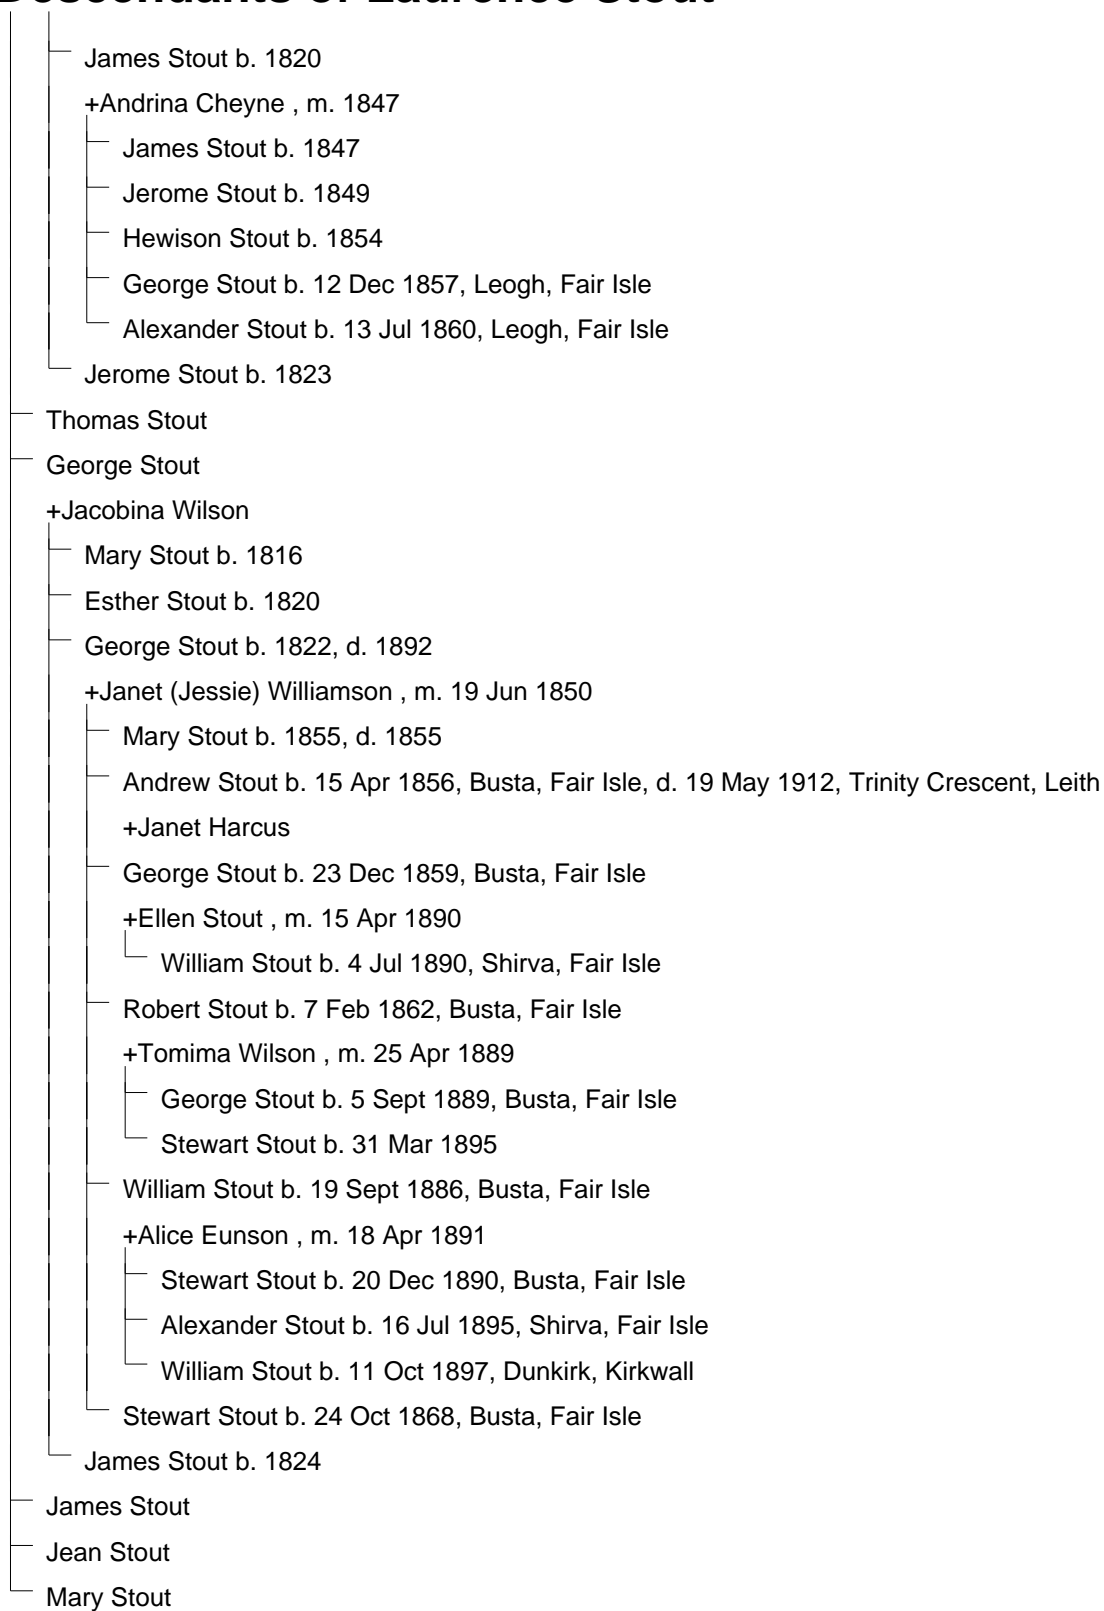 Descendants of Laurence Stout
James Stout b. 1820
+Andrina Cheyne , m. 1847
James Stout b. 1847
Jerome Stout b. 1849
Hewison Stout b. 1854
George Stout b. 12 Dec 1857, Leogh, Fair Isle
Alexander Stout b. 13 Jul 1860, Leogh, Fair Isle
Jerome Stout b. 1823
Thomas Stout
George Stout
+Jacobina Wilson
Mary Stout b. 1816
Esther Stout b. 1820
George Stout b. 1822, d. 1892
+Janet (Jessie) Williamson , m. 19 Jun 1850
Mary Stout b. 1855, d. 1855
Andrew Stout b. 15 Apr 1856, Busta, Fair Isle, d. 19 May 1912, Trinity Crescent, Leith
+Janet Harcus
George Stout b. 23 Dec 1859, Busta, Fair Isle
+Ellen Stout , m. 15 Apr 1890
William Stout b. 4 Jul 1890, Shirva, Fair Isle
Robert Stout b. 7 Feb 1862, Busta, Fair Isle
+Tomima Wilson , m. 25 Apr 1889
George Stout b. 5 Sept 1889, Busta, Fair Isle
Stewart Stout b. 31 Mar 1895
William Stout b. 19 Sept 1886, Busta, Fair Isle
+Alice Eunson , m. 18 Apr 1891
Stewart Stout b. 20 Dec 1890, Busta, Fair Isle
Alexander Stout b. 16 Jul 1895, Shirva, Fair Isle
William Stout b. 11 Oct 1897, Dunkirk, Kirkwall
Stewart Stout b. 24 Oct 1868, Busta, Fair Isle
James Stout b. 1824
James Stout
Jean Stout
Mary Stout